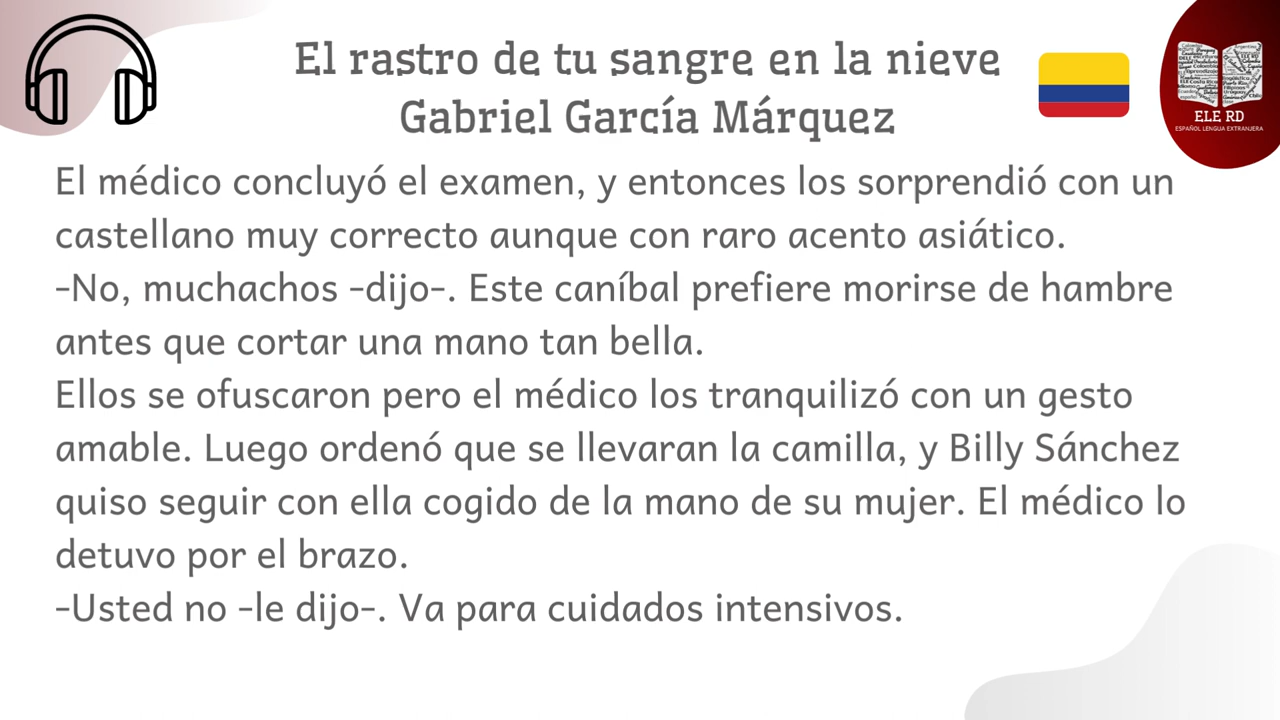 El rastro de tu sangre en la nieve
Gabriel García Márquez
ELE RD
ESPAÑOL LENGUA EXTRANJERA
El médico concluyó el examen, y entonces los sorprendió con un
castellano muy correcto aunque con raro acento asiático.
-No, muchachos -dijo-. Este caníbal prefiere morirse de hambre
antes que cortar una mano tan bella.
Ellos se ofuscaron pero el médico los tranquilizó con un gesto
amable. Luego ordenó que se llevaran la camilla, y Billy Sánchez
quiso seguir con ella cogido de la mano de su mujer. El médico lo
detuvo por el brazo.
-Usted no -le dijo-. Va para cuidados intensivos.